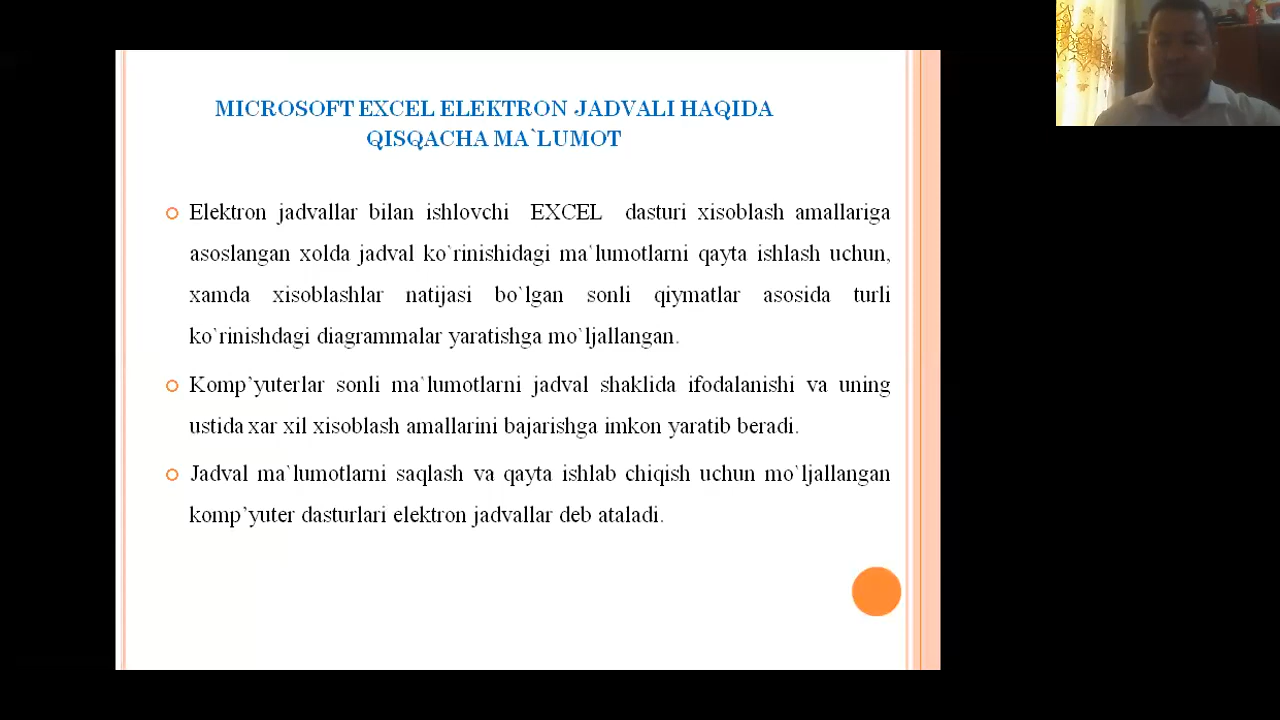 MICROSOFT EXCEL ELEKTRON JADVALI HAQIDA
QISQACHA MA`LUMOT
Elektron jadvallar bilan ishlovchi EXCEL dasturi xisoblash amallariga
asoslangan xolda jadval ko`rinishidagi ma`lumotlarni qayta ishlash uchun,
xamda xisoblashlar natijasi bo`lgan sonli qiymatlar asosida turli
ko`rinishdagi diagrammalar yaratishga mo`ljallangan.
Komp’yuterlar sonli ma`lumotlarni jadval shaklida ifodalanishi va uning
ustida xar xil xisoblash amallarini bajarishga imkon yaratib beradi.
Jadval ma`lumotlarni saqlash va qayta ishlab chiqish uchun mo`ljallangan
komp’yuter dasturlari elektron jadvallar deb ataladi.